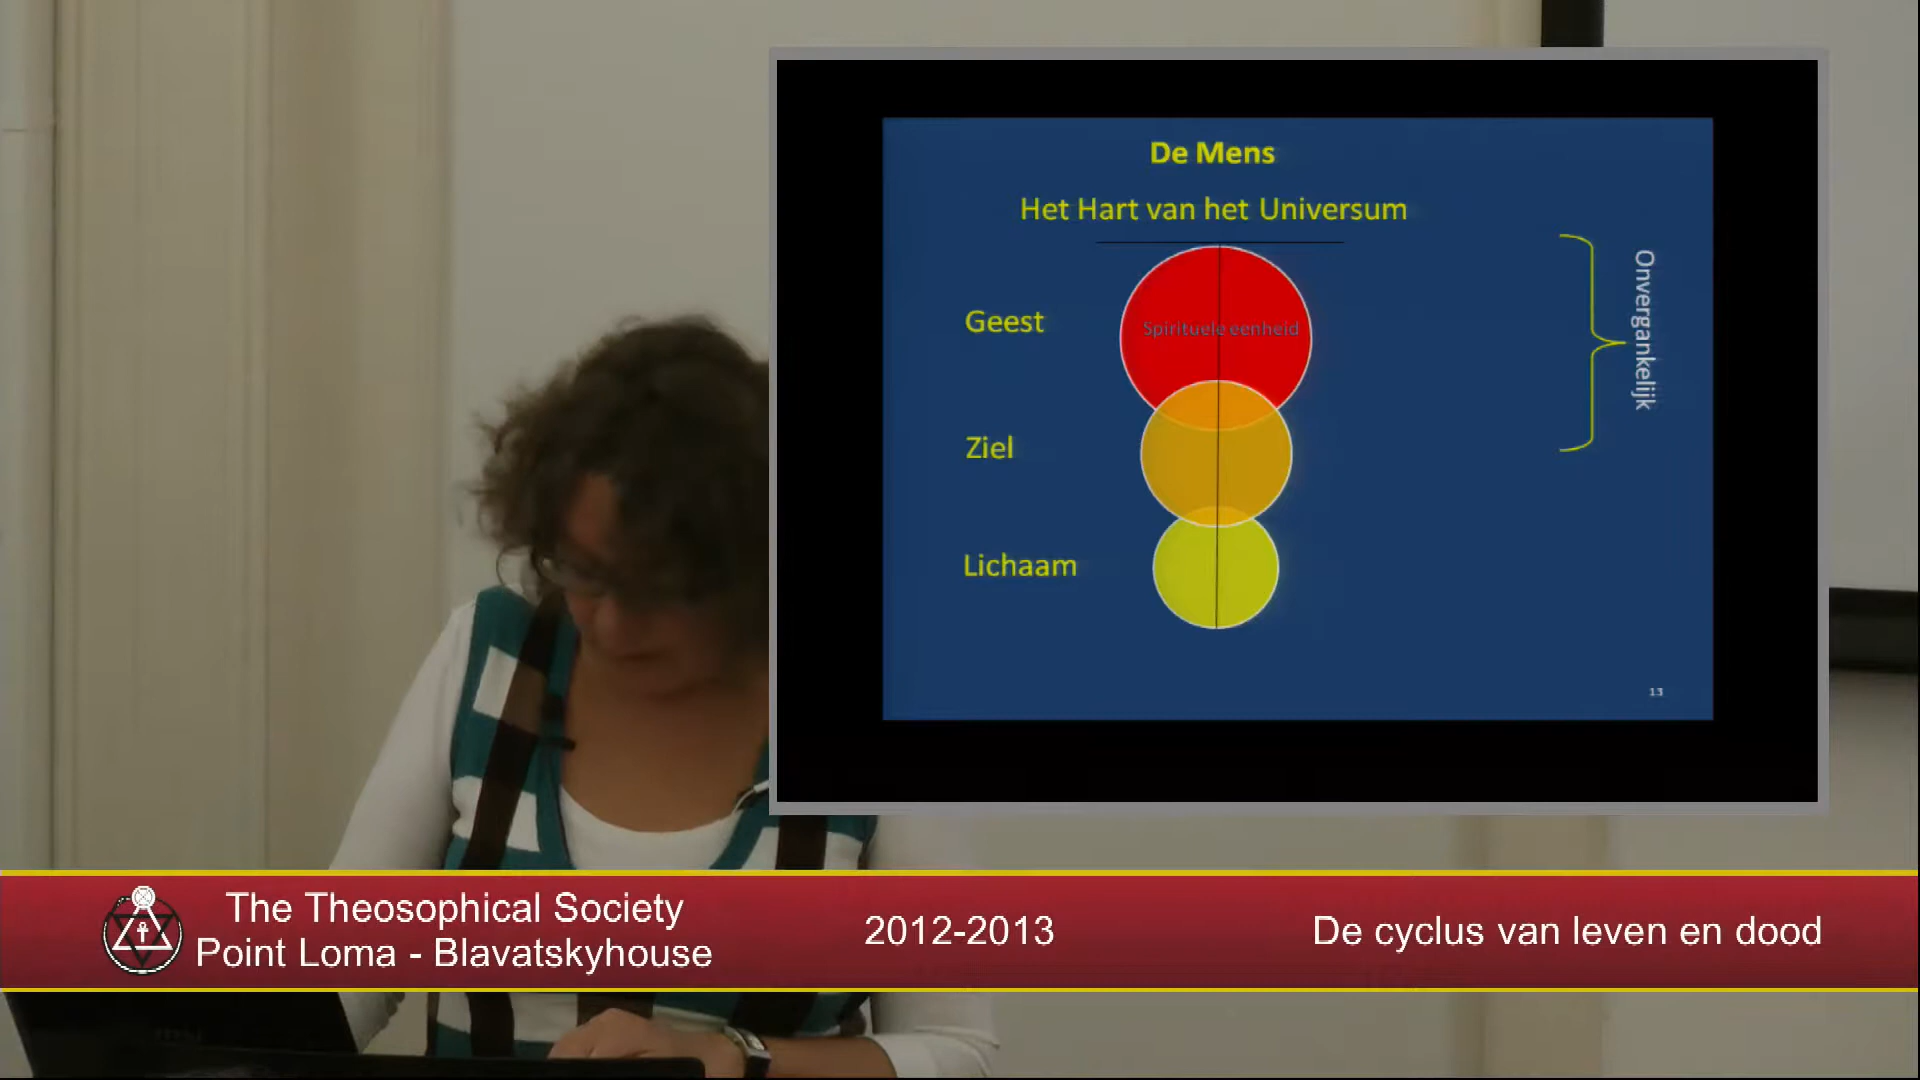 De Mens
Het Hart van het Universum
Geest
Spirituele eenheid
Onvergankelijk
Ziel
Lichaam
13
The Theosophical Society
Point Loma - Blavatskyhouse
2012-2013
De cyclus van leven en dood